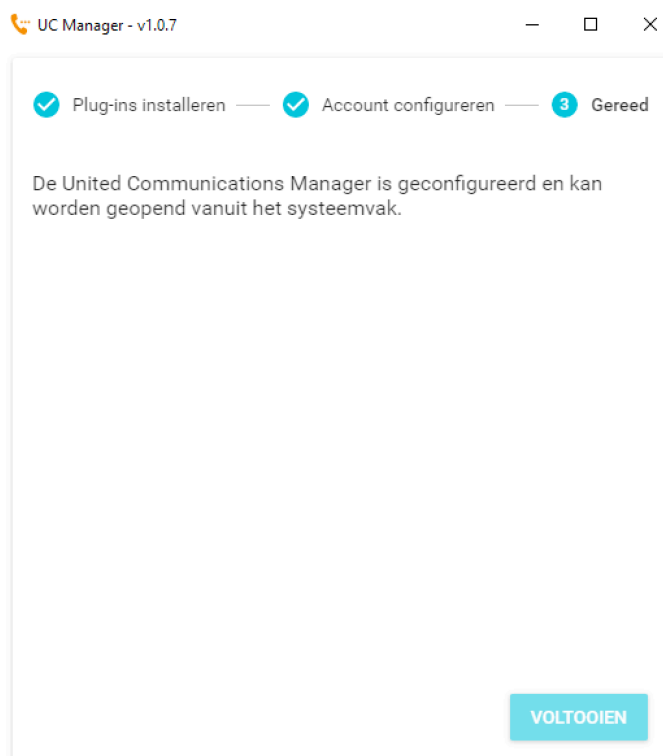 UC Manager - v1.0.7
Plug-ins installeren Account configureren 3 Gereed
De United Communications Manager is geconfigureerd en kan
worden geopend vanuit het systeemvak.
VOLTOOIEN